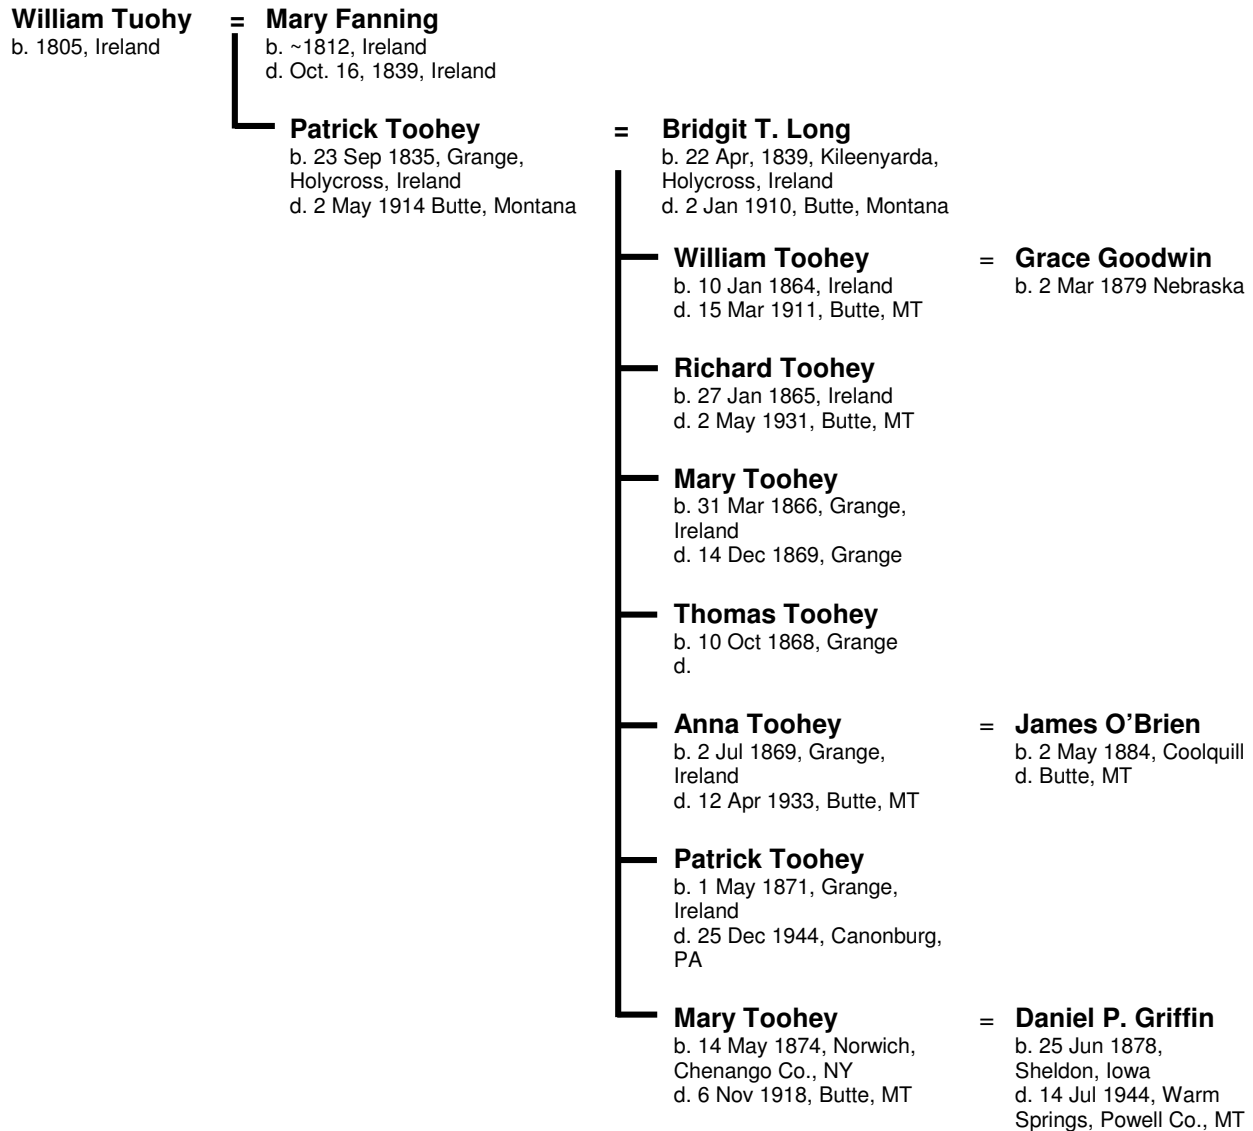 William Tuohy = Mary Fanning
b. 1805, Ireland
b. ~1812, Ireland
d. Oct. 16, 1839, Ireland
Patrick Toohey = Bridgit T. Long
b. 23 Sep 1835, Grange,
Holycross, Ireland
d. 2 May 1914 Butte, Montana
b. 22 Apr, 1839, Kileenyarda,
Holycross, Ireland
d. 2 Jan 1910, Butte, Montana
William Toohey = Grace Goodwin
b. 10 Jan 1864, Ireland
d. 15 Mar 1911, Butte, MT
b. 2 Mar 1879 Nebraska
Richard Toohey
b. 27 Jan 1865, Ireland
d. 2 May 1931, Butte, MT
Mary Toohey
b. 31 Mar 1866, Grange,
Ireland
d. 14 Dec 1869, Grange
Thomas Toohey
b. 10 Oct 1868, Grange
d.
Anna Toohey = James O'Brien
b. 2 Jul 1869, Grange,
Ireland
d. 12 Apr 1933, Butte, MT
b. 2 May 1884, Coolquill
d. Butte, MT
Patrick Toohey
b. 1 May 1871, Grange,
Ireland
d. 25 Dec 1944, Canonburg,
PA
Mary Toohey = Daniel P. Griffin
b. 14 May 1874, Norwich,
Chenango Co., NY
d. 6 Nov 1918, Butte, MT
b. 25 Jun 1878,
Sheldon, Iowa
d. 14 Jul 1944, Warm
Springs, Powell Co., MT